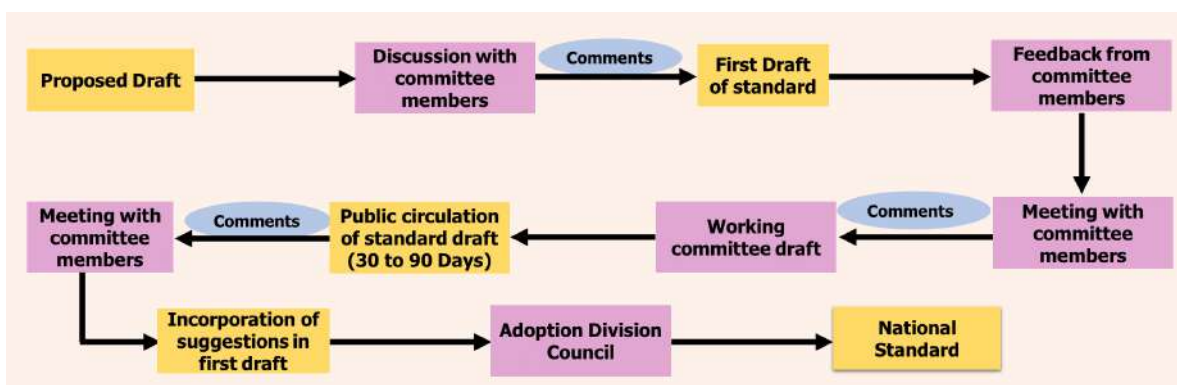 Proposed Draft
Discussion with
committee
members
Comments
First Draft
of standard
Feedback from
committee
members
Meeting with
committee
members
Comments
Working
committee draft
Public circulation
of standard draft
(30 to 90 Days)
Comments
Meeting with
committee
members
Incorporation of
suggestions in
first draft
Adoption Division
Council
National
Standard